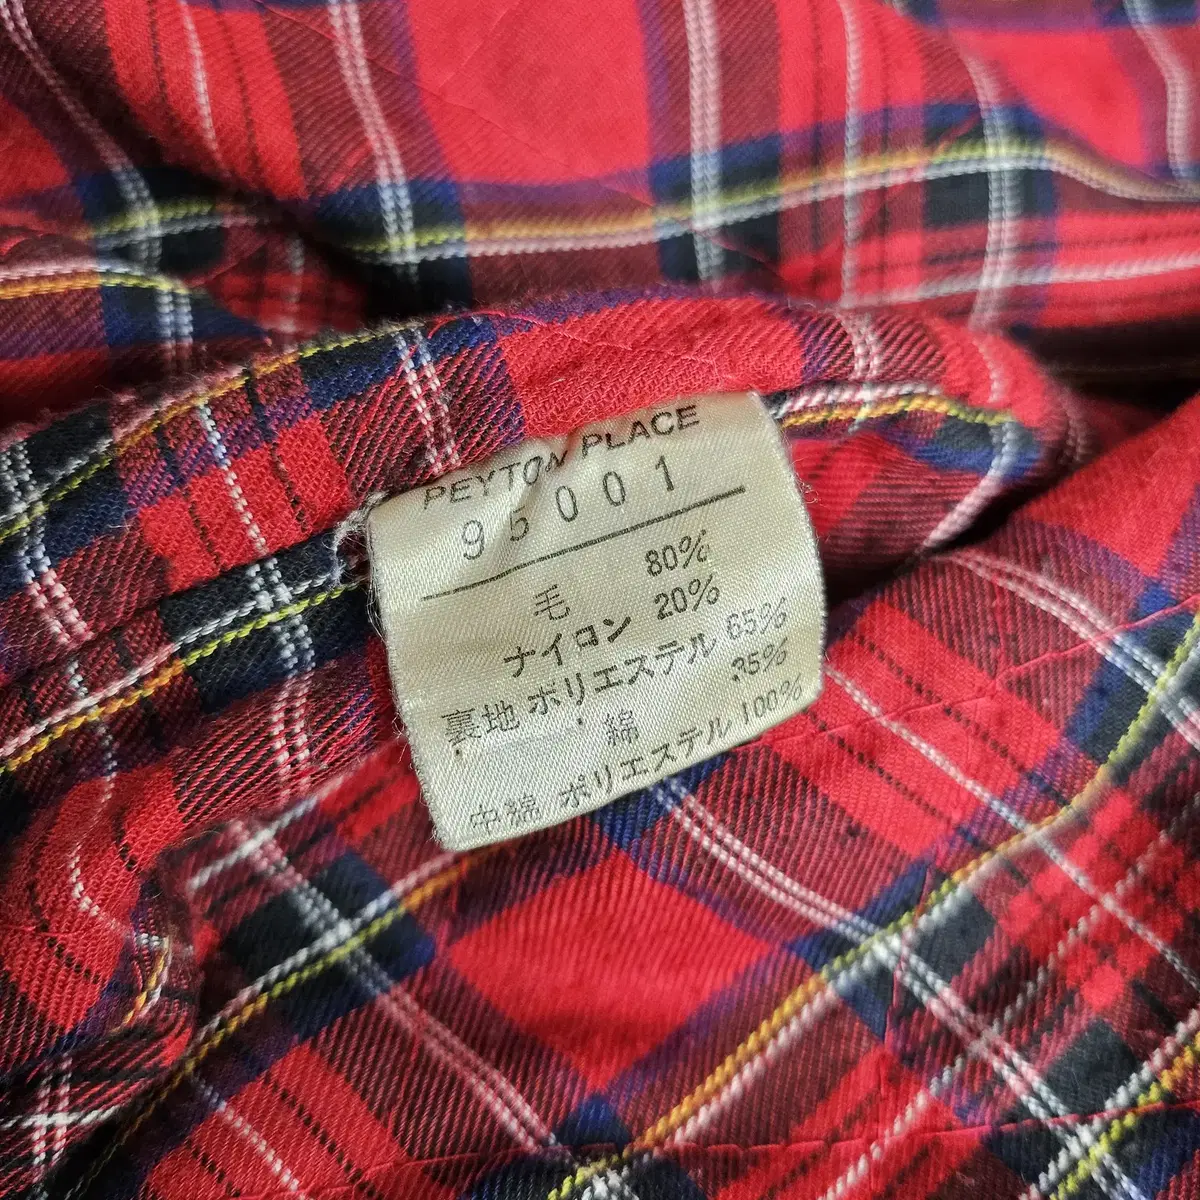 PEYTON PLACE
95001
毛 80%
ナイロン 20%
裏地 ポリエステル 65%
綿 35%
中綿 ポリエステル 100%